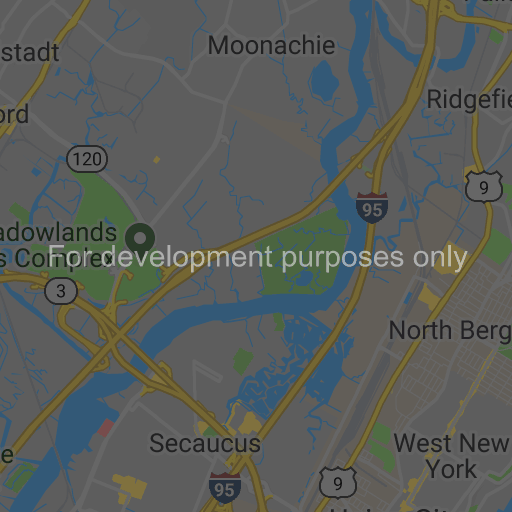 Moonachie
stadt
Ridgefie
ord
120
9
95
adowlands
s Complex
For development purposes only
3
North Berg
Secaucus
West New
York
e
95
9